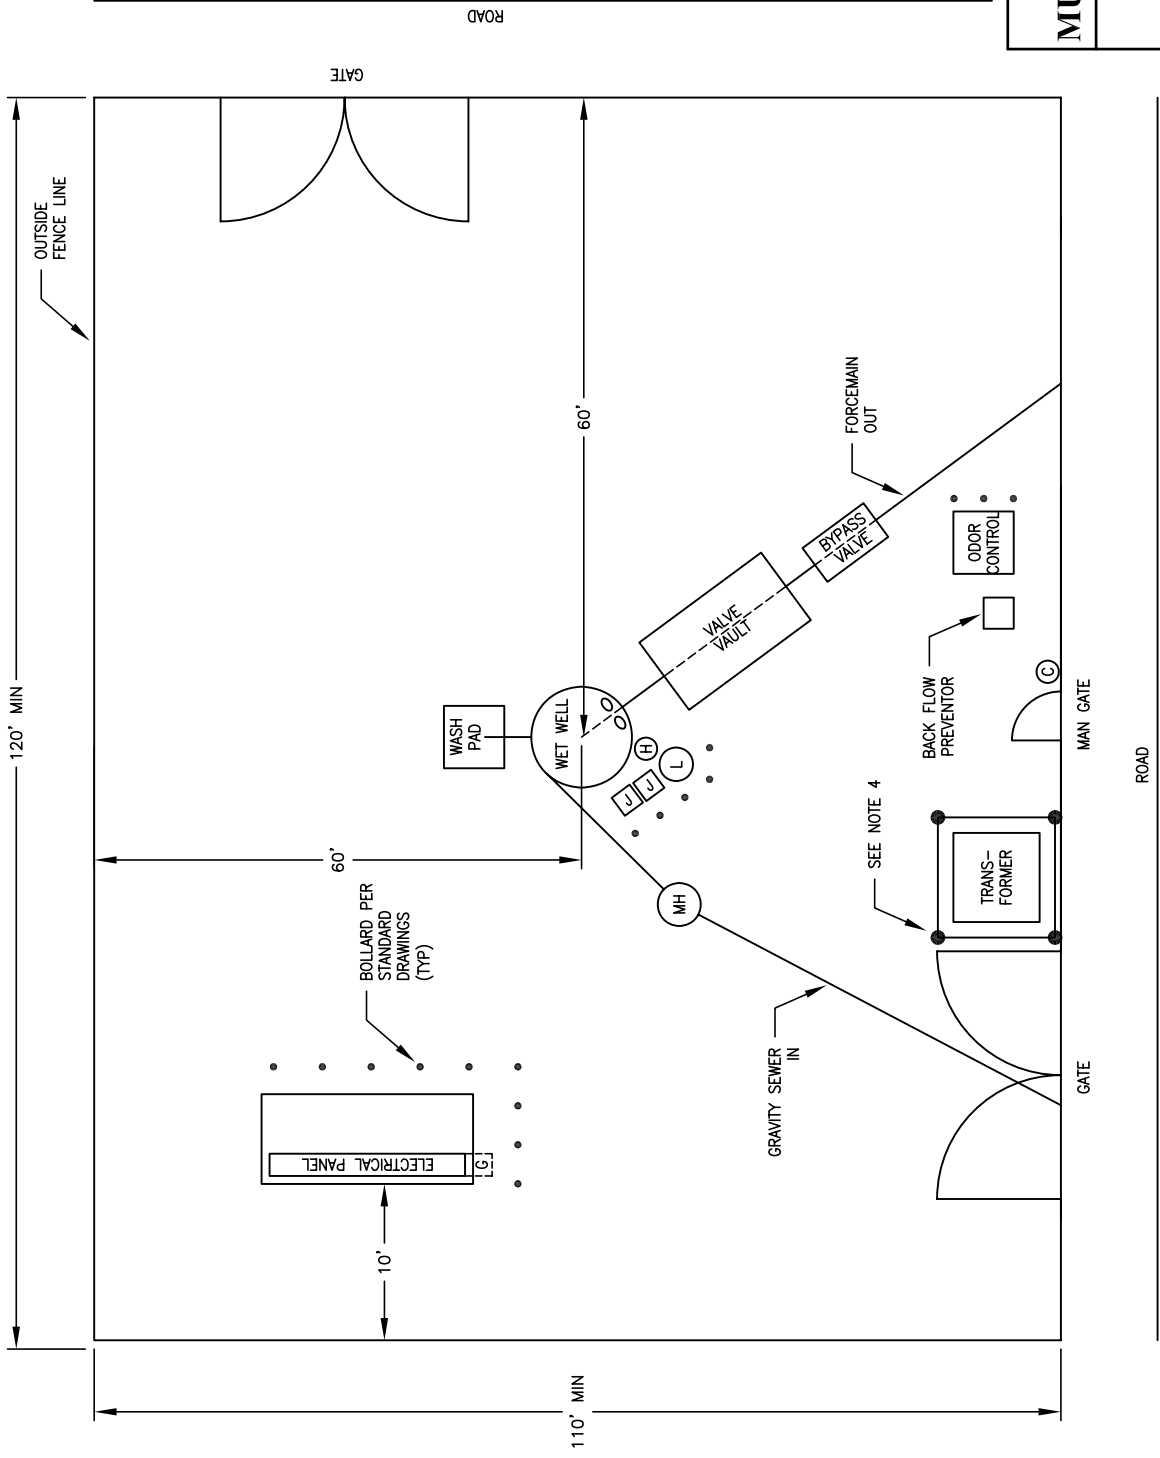 ROAD
MU
GATE
120' MIN
OUTSIDE
FENCE LINE
60'
FORCEMAIN
OUT
BYPASS
VALVE
ODOR
CONTROL
VALVE
VAULT
BACK FLOW
PREVENTOR
C
MAN GATE
WASH
PAD
WET WELL
H
L
J
J
60'
SEE NOTE 4
TRANS-
FORMER
ROAD
MH
BOLLARD PER
STANDARD
DRAWINGS
(TYP)
GRAVITY SEWER
IN
GATE
ELECTRICAL PANEL
G
10'
110' MIN